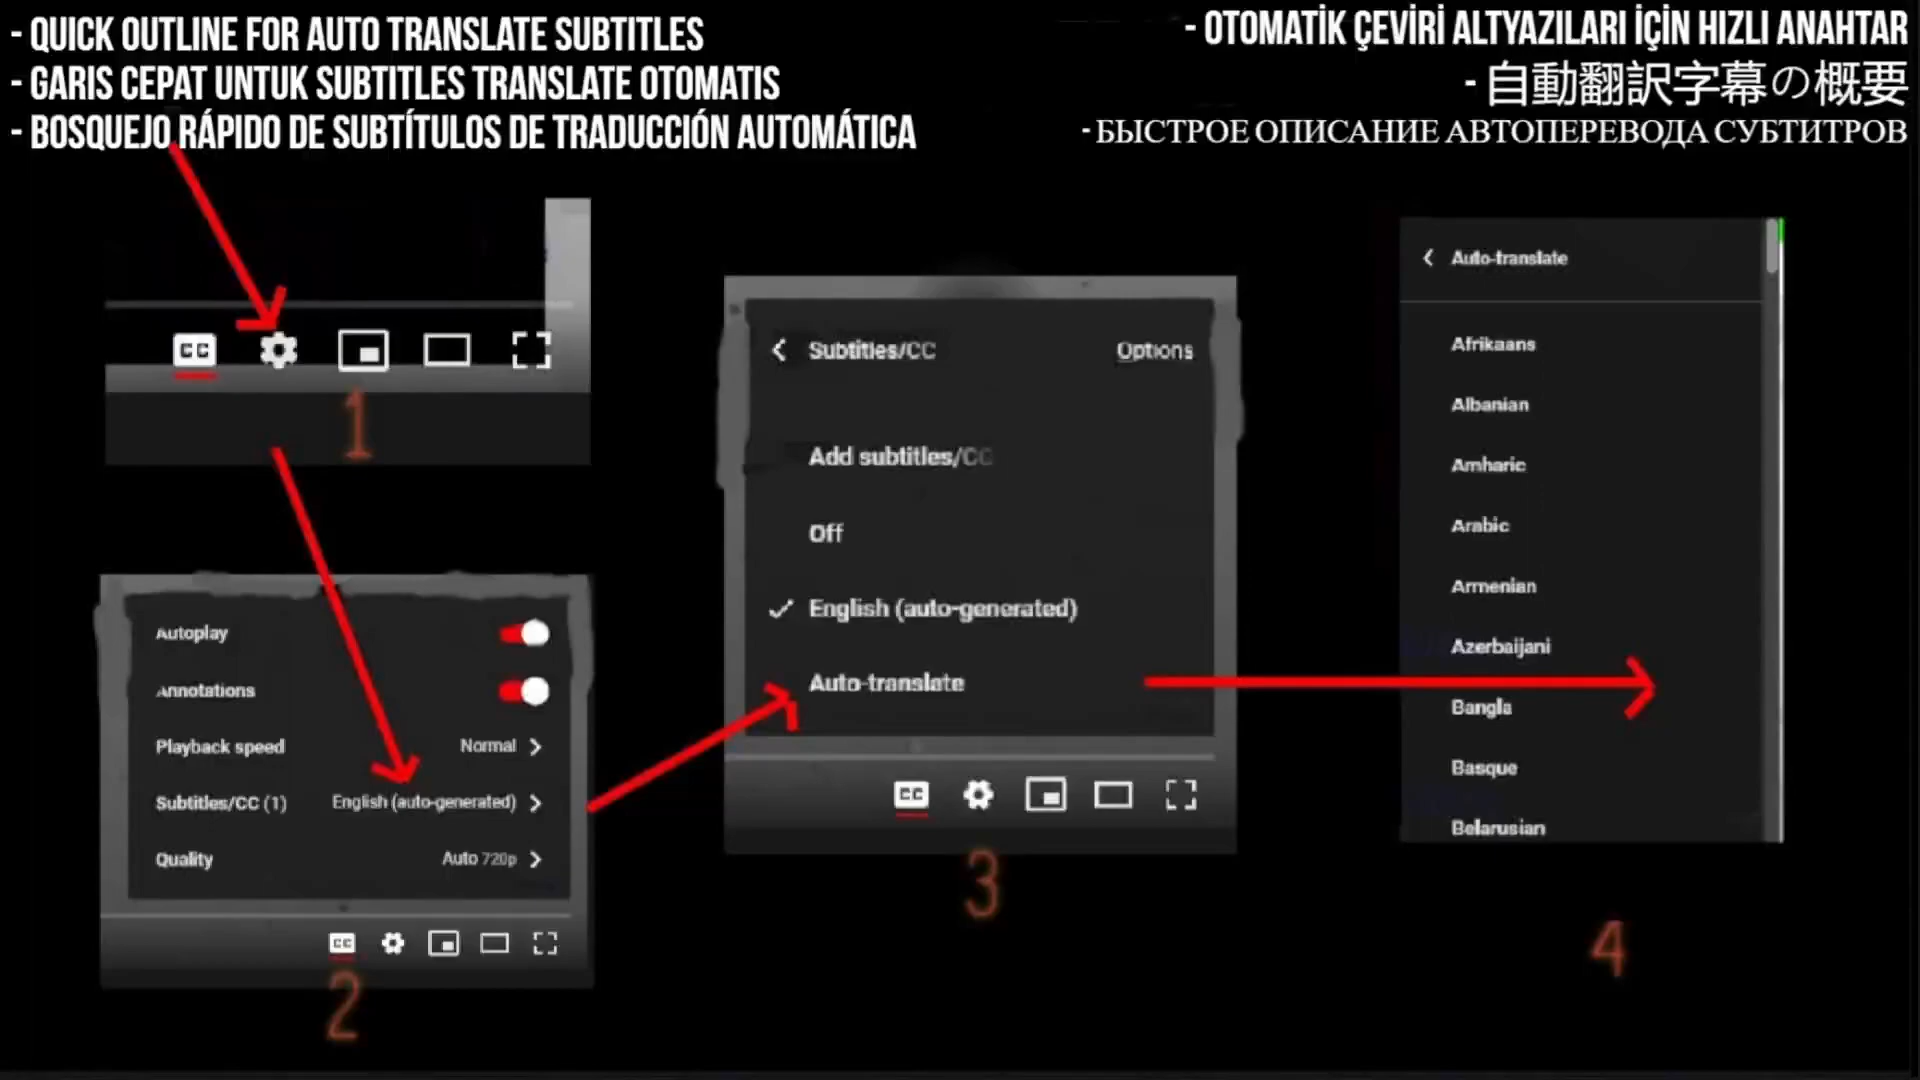 - QUICK OUTLINE FOR AUTO TRANSLATE SUBTITLES
- GARIS CEPAT UNTUK SUBTITLES TRANSLATE OTOMATIS
- BOSQUEJO RÁPIDO DE SUBTÍTULOS DE TRADUCCIÓN AUTOMÁTICA
- OTOMATİK ÇEVİRİ ALTYAZILARI İÇİN HIZLI ANAHTAR
- 自動翻訳字幕の概要
- БЫСТРОЕ ОПИСАНИЕ АВТОПЕРЕВОДА СУБТИТРОВ
CC
1
Autoplay
Annotations
Playback speed Normal
Subtitles/CC (1) English (auto-generated)
Quality Auto 720p
CC
2
Subtitles/CC Options
Add subtitles/CC
Off
English (auto-generated)
Auto-translate
CC
3
Auto-translate
Afrikaans
Albanian
Amharic
Arabic
Armenian
Azerbaijani
Bangla
Basque
Belarusian
4